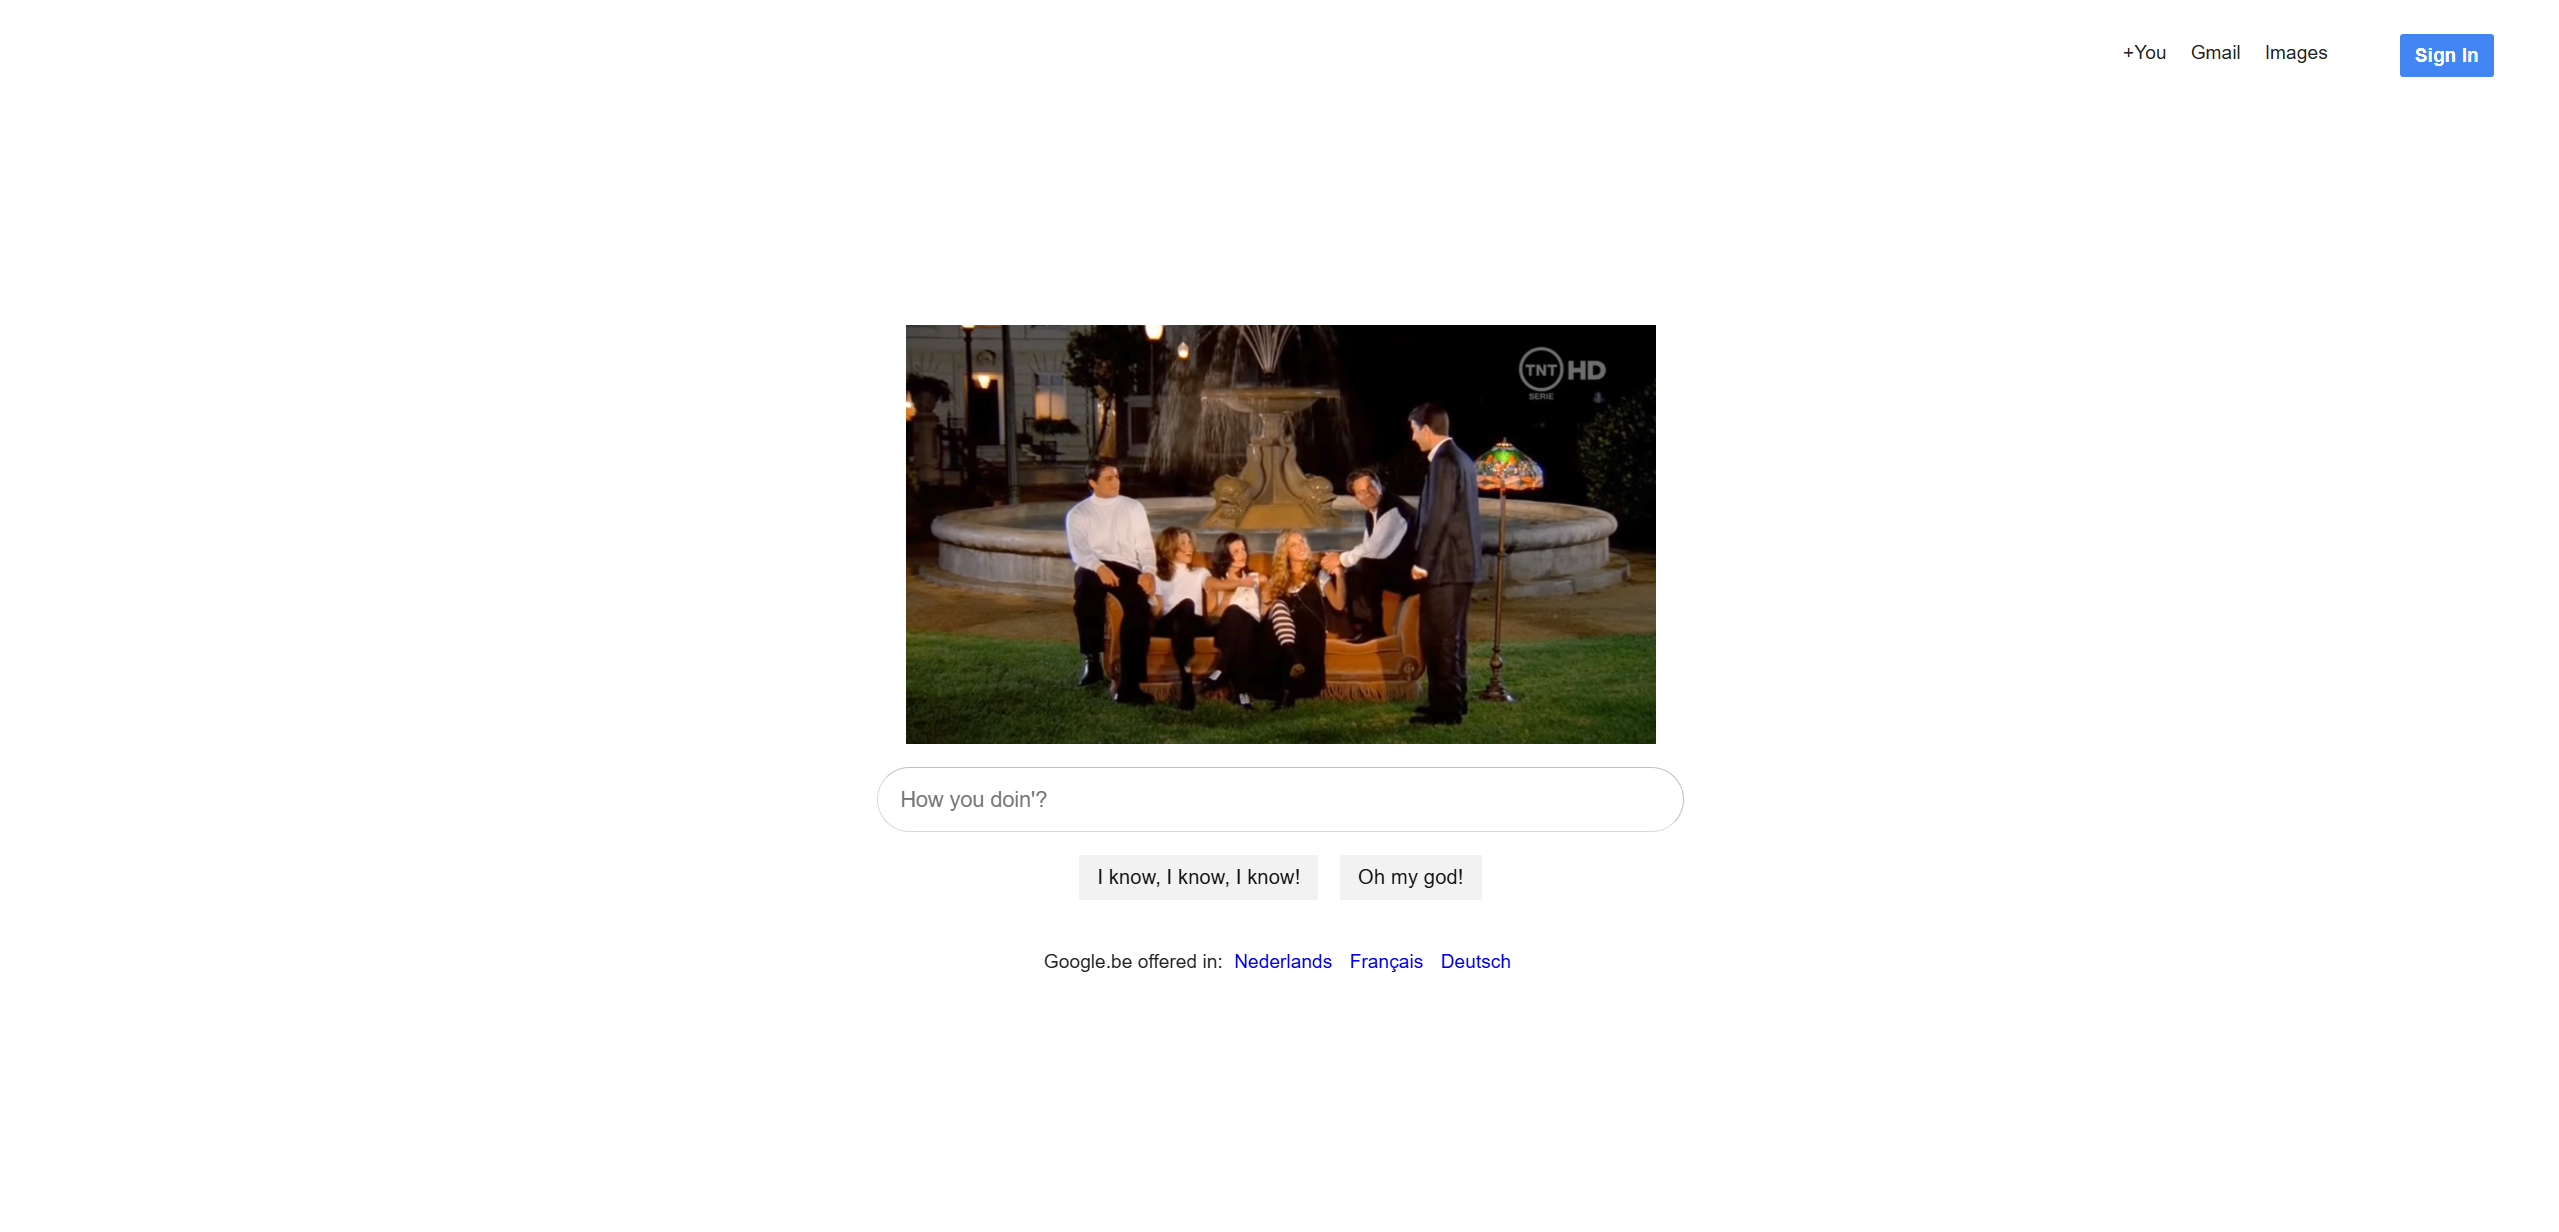 +You Gmail Images Sign In
TNT HD
SERIE
How you doin'?
I know, I know, I know! Oh my god!
Google.be offered in: Nederlands Français Deutsch